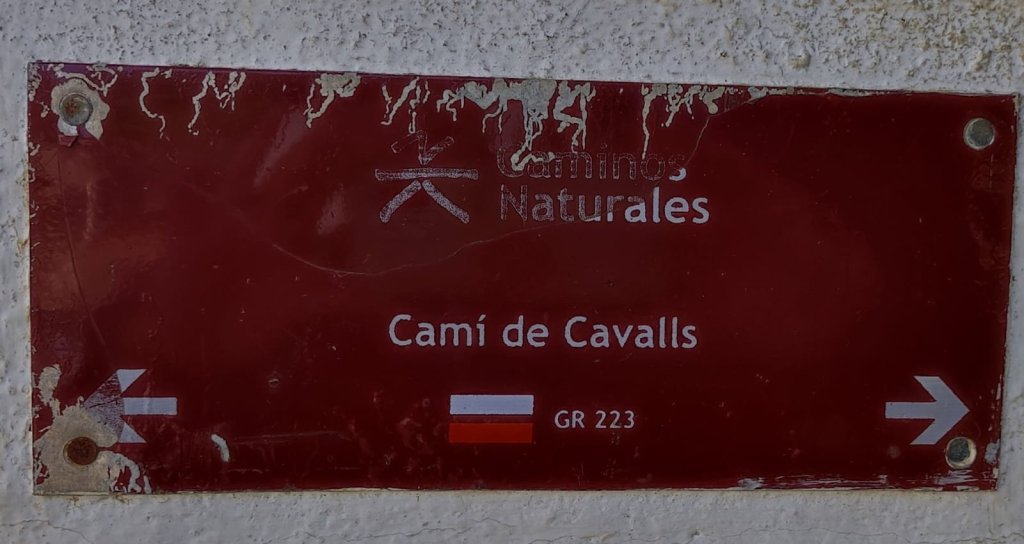 Caminos
Naturales
Camí de Cavalls
GR 223